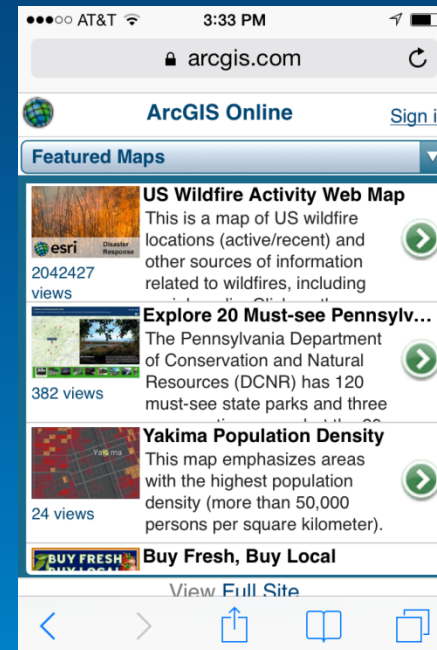 AT&T 3:33 PM
arcgis.com
ArcGIS Online Sign i
Featured Maps
US Wildfire Activity Web Map
This is a map of US wildfire
locations (active/recent) and
other sources of information
related to wildfires, including
esri Disaster
Response
2042427
views
Explore 20 Must-see Pennsylv...
The Pennsylvania Department
of Conservation and Natural
Resources (DCNR) has 120
must-see state parks and three
382 views
Yakima Population Density
This map emphasizes areas
with the highest population
density (more than 50,000
persons per square kilometer).
Yakima
24 views
Buy Fresh, Buy Local
BUY FRESH
BUY LOCAL
View Full Site